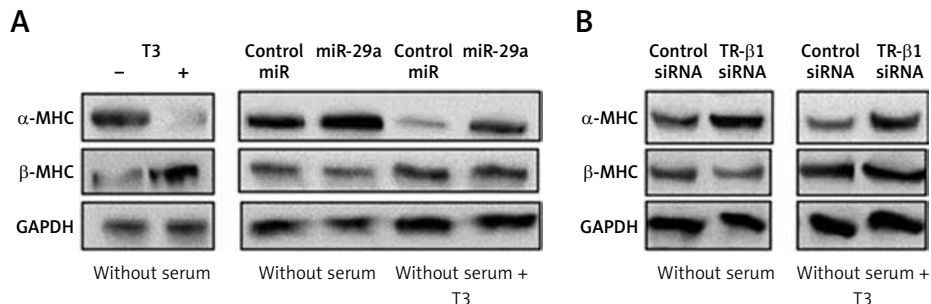 A
T3
– +
Control miR-29a Control miR-29a
miR miR
α-MHC
β-MHC
GAPDH
Without serum Without serum Without serum +
T3
B
Control TR-β1 Control TR-β1
siRNA siRNA siRNA siRNA
α-MHC
β-MHC
GAPDH
Without serum Without serum +
T3